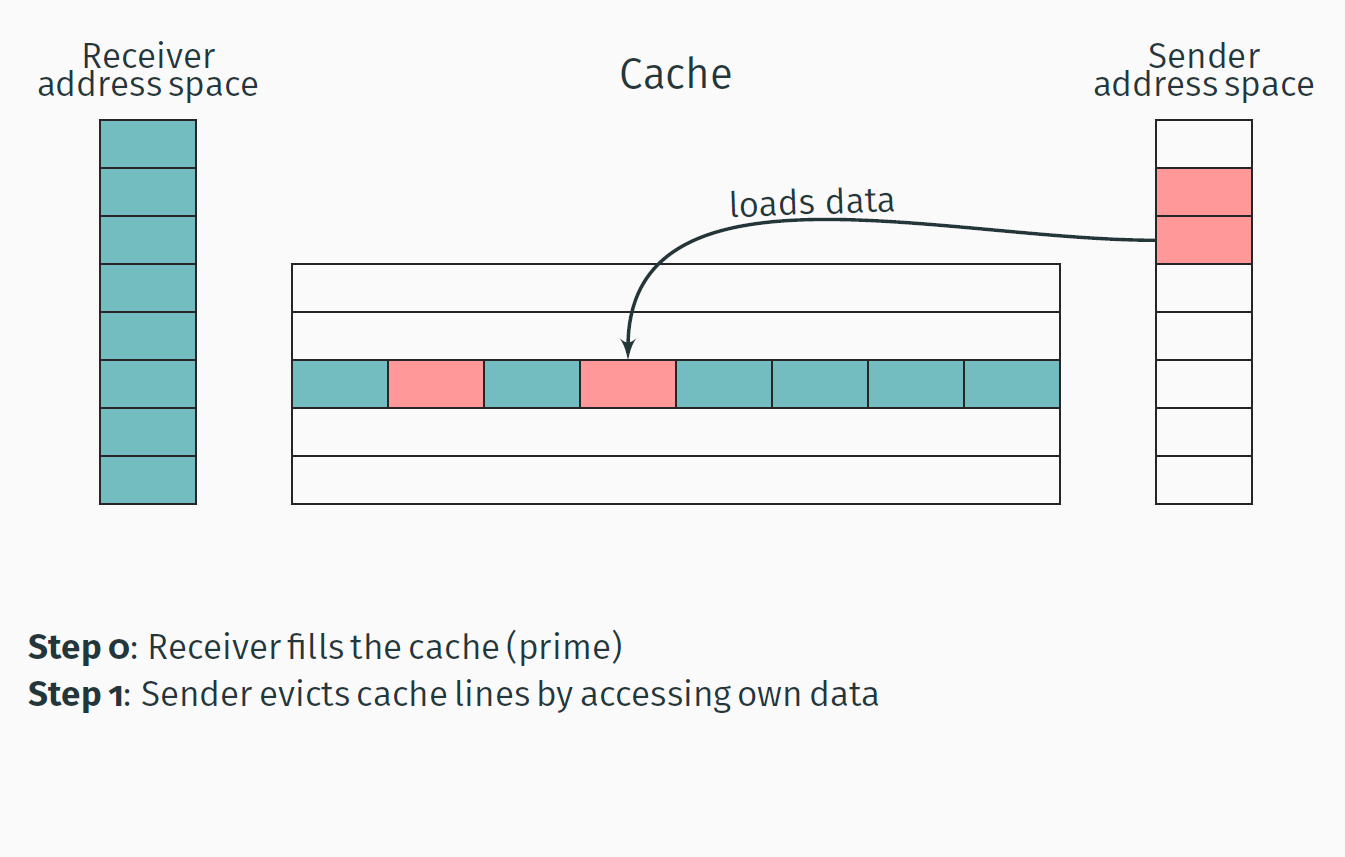 Receiver
address space
Cache
Sender
address space
loads data
Step 0: Receiver fills the cache (prime)
Step 1: Sender evicts cache lines by accessing own data